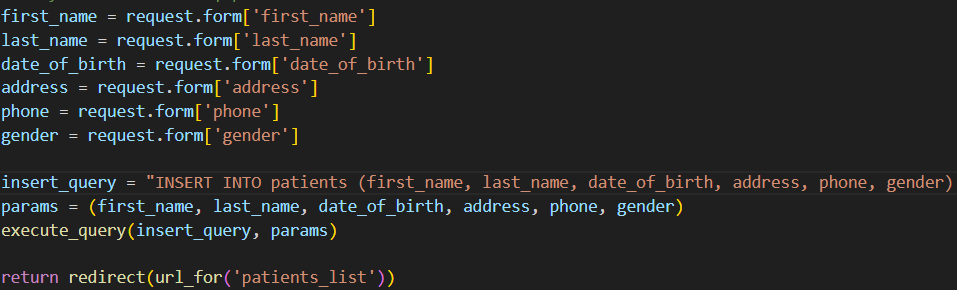 first_name = request.form['first_name']
last_name = request.form['last_name']
date_of_birth = request.form['date_of_birth']
address = request.form['address']
phone = request.form['phone']
gender = request.form['gender']
insert_query = "INSERT INTO patients (first_name, last_name, date_of_birth, address, phone, gender)
params = (first_name, last_name, date_of_birth, address, phone, gender)
execute_query(insert_query, params)
return redirect(url_for('patients_list'))